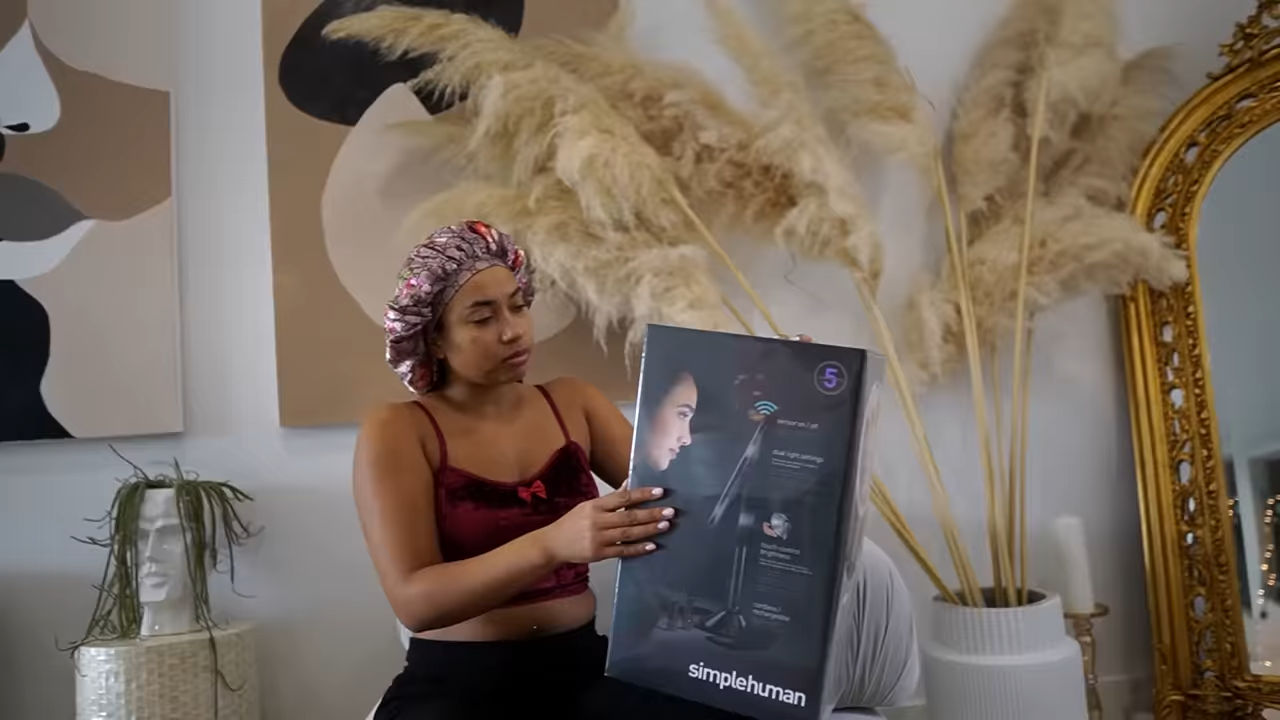 5
sensor on / off
dual light settings
touch-control
brightness
cordless/
rechargeable
simplehuman